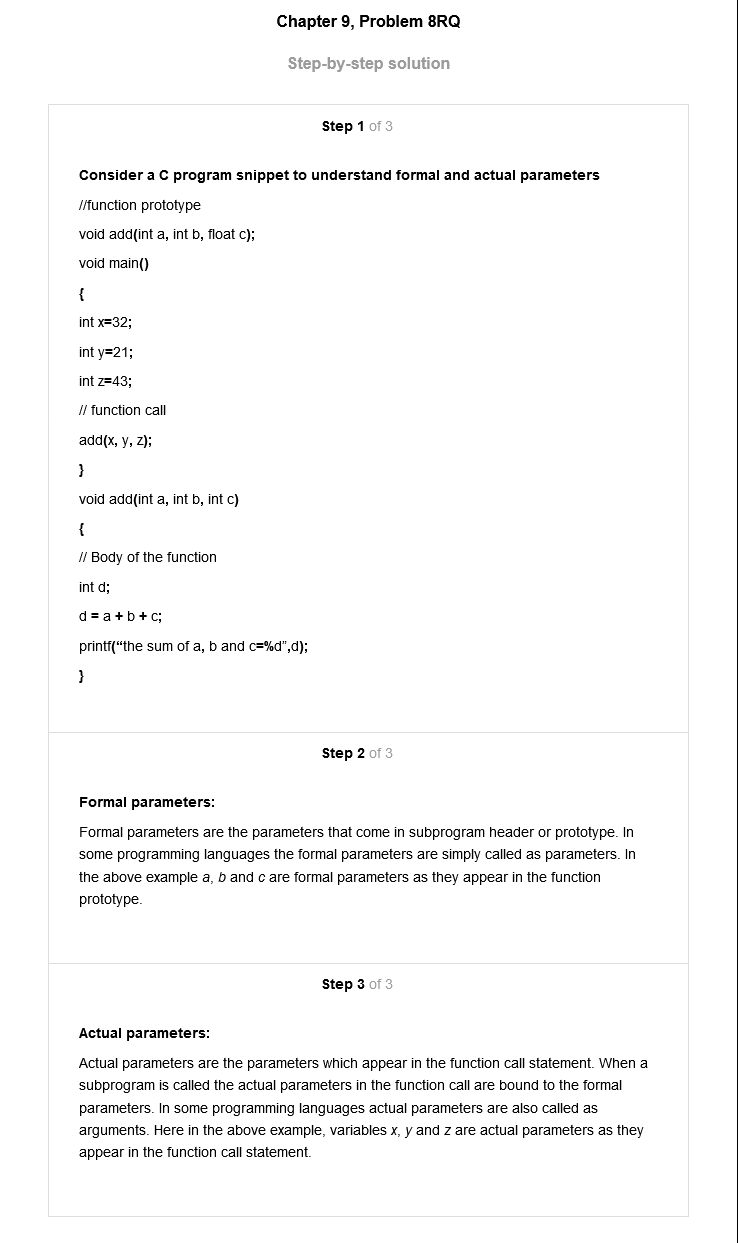 Chapter 9, Problem 8RQ
Step-by-step solution
Step 1 of 3
Consider a C program snippet to understand formal and actual parameters
//function prototype
void add(int a, int b, float c);
void main()
{
int x=32;
int y=21;
int z=43;
// function call
add(x, y, z);
}
void add(int a, int b, int c)
{
// Body of the function
int d;
d = a + b + c;
printf(“the sum of a, b and c=%d”,d);
}
Step 2 of 3
Formal parameters:
Formal parameters are the parameters that come in subprogram header or prototype. In
some programming languages the formal parameters are simply called as parameters. In
the above example a, b and c are formal parameters as they appear in the function
prototype.
Step 3 of 3
Actual parameters:
Actual parameters are the parameters which appear in the function call statement. When a
subprogram is called the actual parameters in the function call are bound to the formal
parameters. In some programming languages actual parameters are also called as
arguments. Here in the above example, variables x, y and z are actual parameters as they
appear in the function call statement.